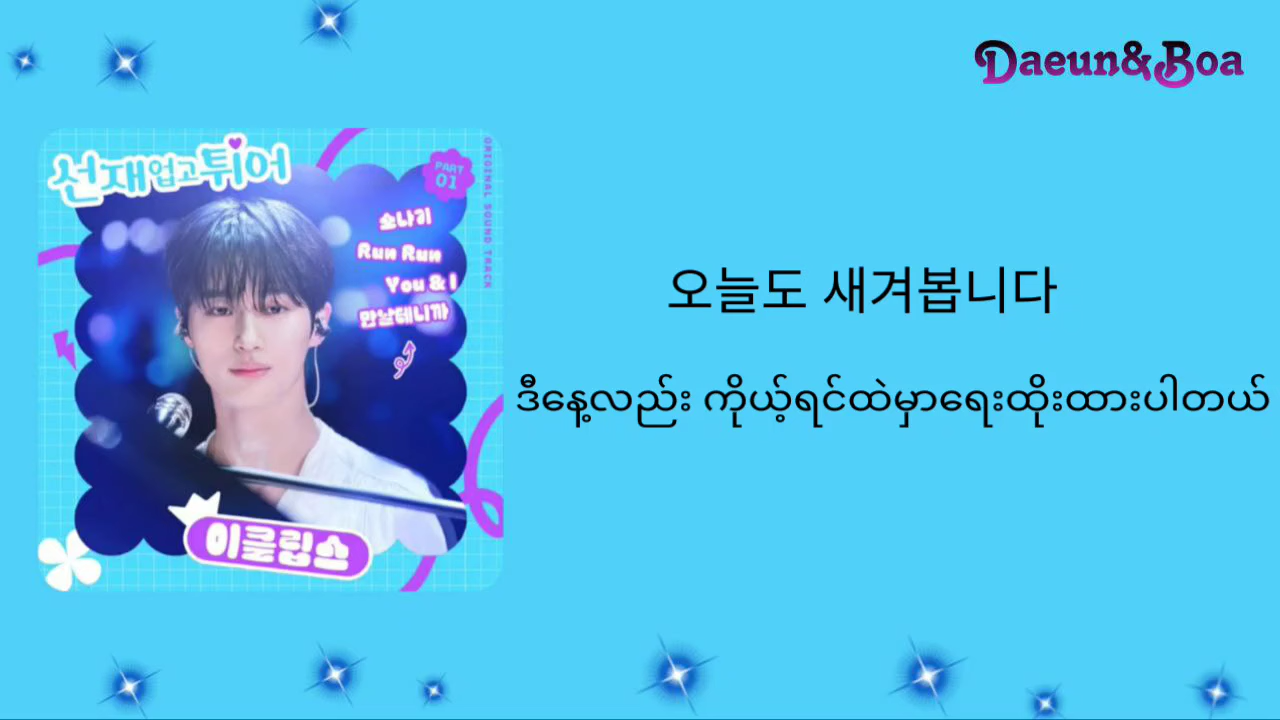 Daeun&Boa
선재업고튀어
PART
01
ORIGINAL SOUND TRACK
소나기
Run Run
You & I
만날테니까
이클립스
오늘도 새겨봅니다
ဒီနေ့လည်း ကိုယ့်ရင်ထဲမှာရေးထိုးထားပါတယ်